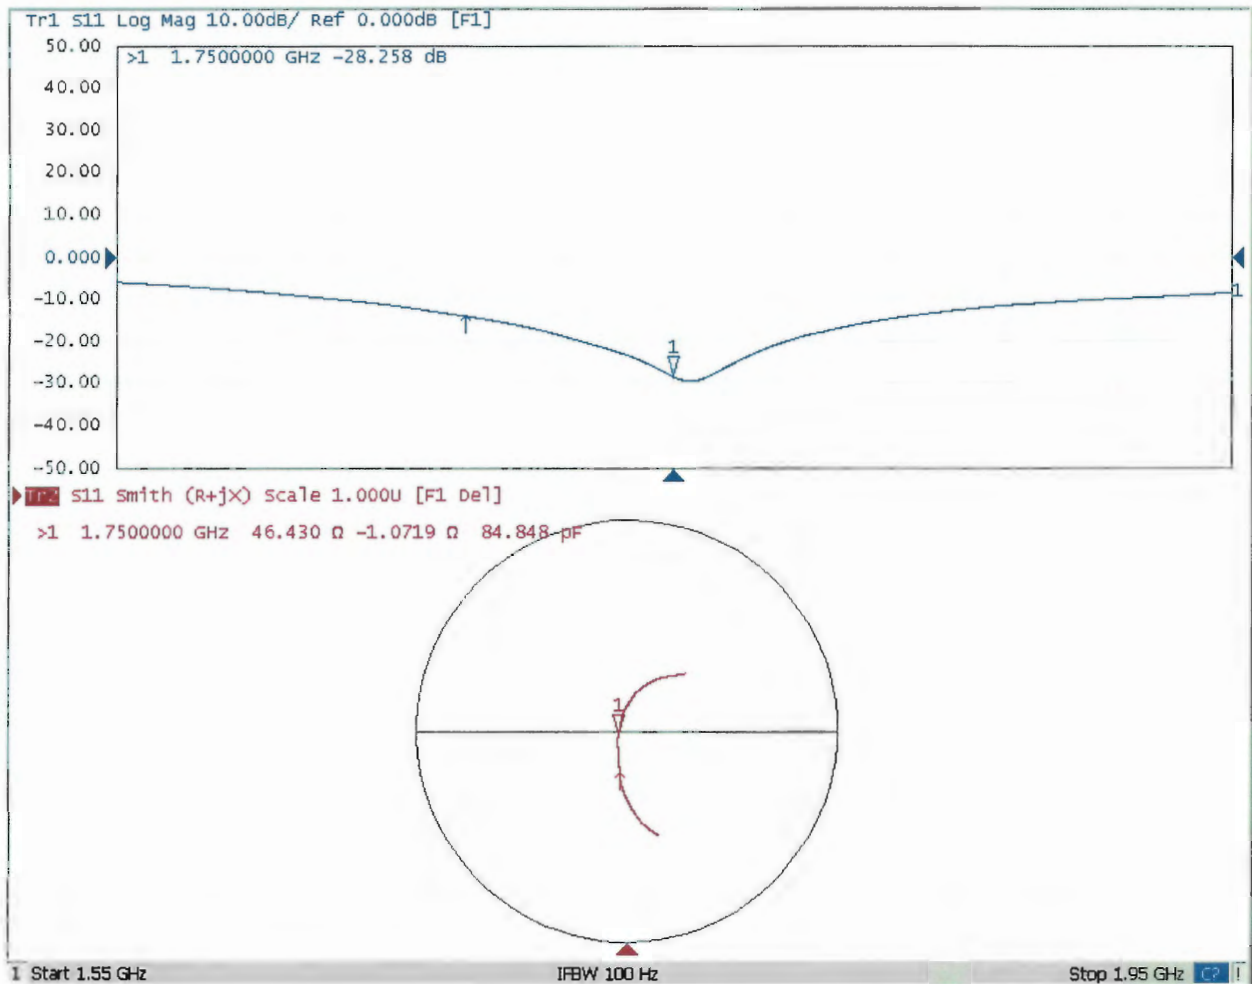 Tr1 S11 Log Mag 10.00dB/ Ref 0.000dB [F1]
50.00
>1 1.7500000 GHz -28.258 dB
40.00
30.00
20.00
10.00
0.000
-10.00
1
-20.00
1
-30.00
-40.00
-50.00
Tr2 S11 Smith (R+jX) Scale 1.000U [F1 Del]
>1 1.7500000 GHz 46.430 Ω -1.0719 Ω 84.848 pF
1
1 Start 1.55 GHz IFBW 100 Hz Stop 1.95 GHz C? !